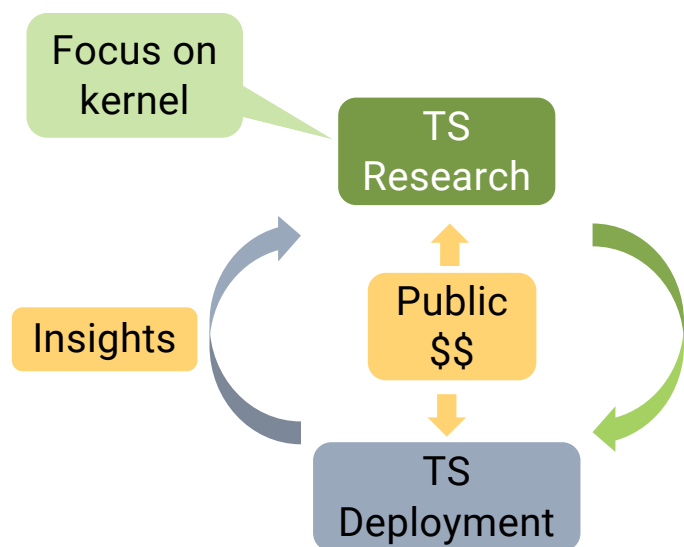 Focus on
kernel
TS
Research
Public
$$
Insights
TS
Deployment